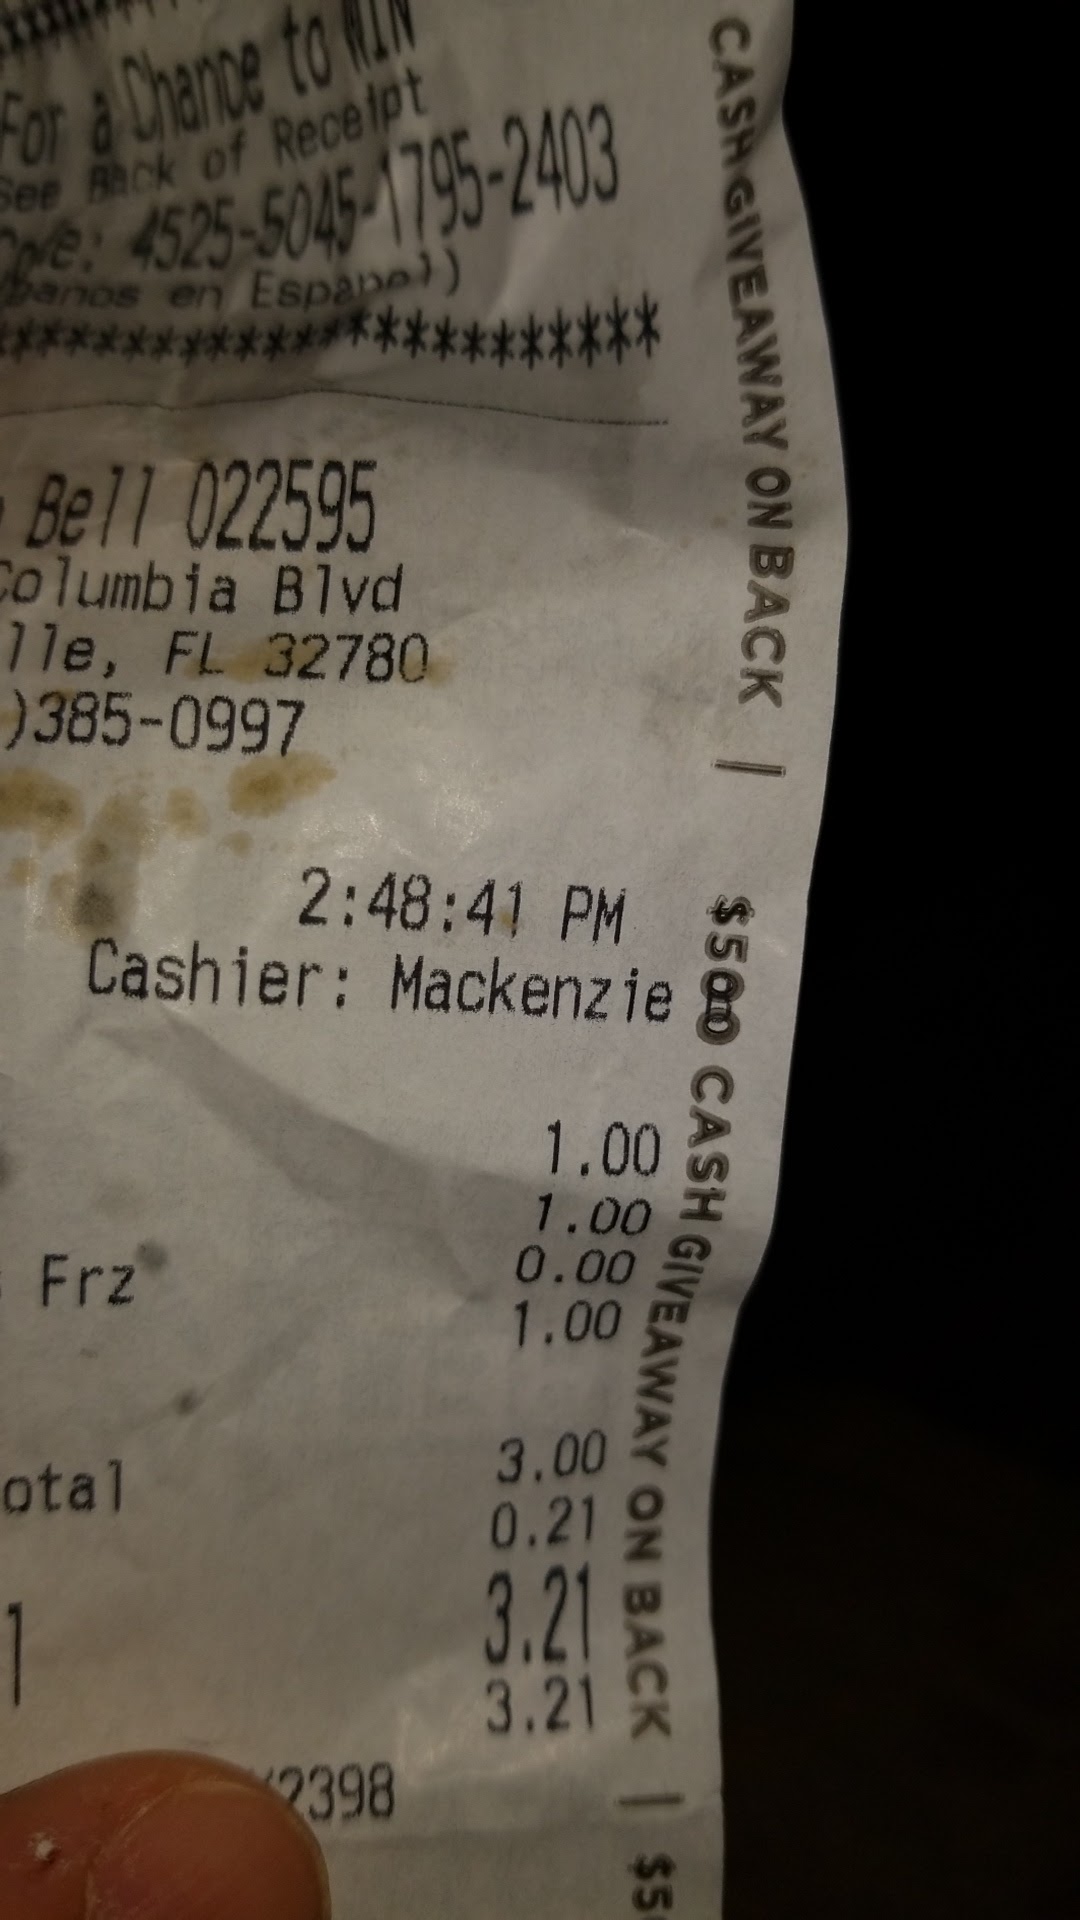 For a Chance to WIN
See Back of Receipt
Code: 4525-5045-1795-2403
panos en Espanol)
*****************************
Bell 022595
Columbia Blvd
lle, FL 32780
)385-0997
2:48:41 PM
Cashier: Mackenzie
1.00
1.00
0.00
Frz
1.00
3.00
otal
0.21
3.21
l
3.21
2398
CASH GIVEAWAY ON BACK |
$500 CASH GIVEAWAY ON BACK |
$5